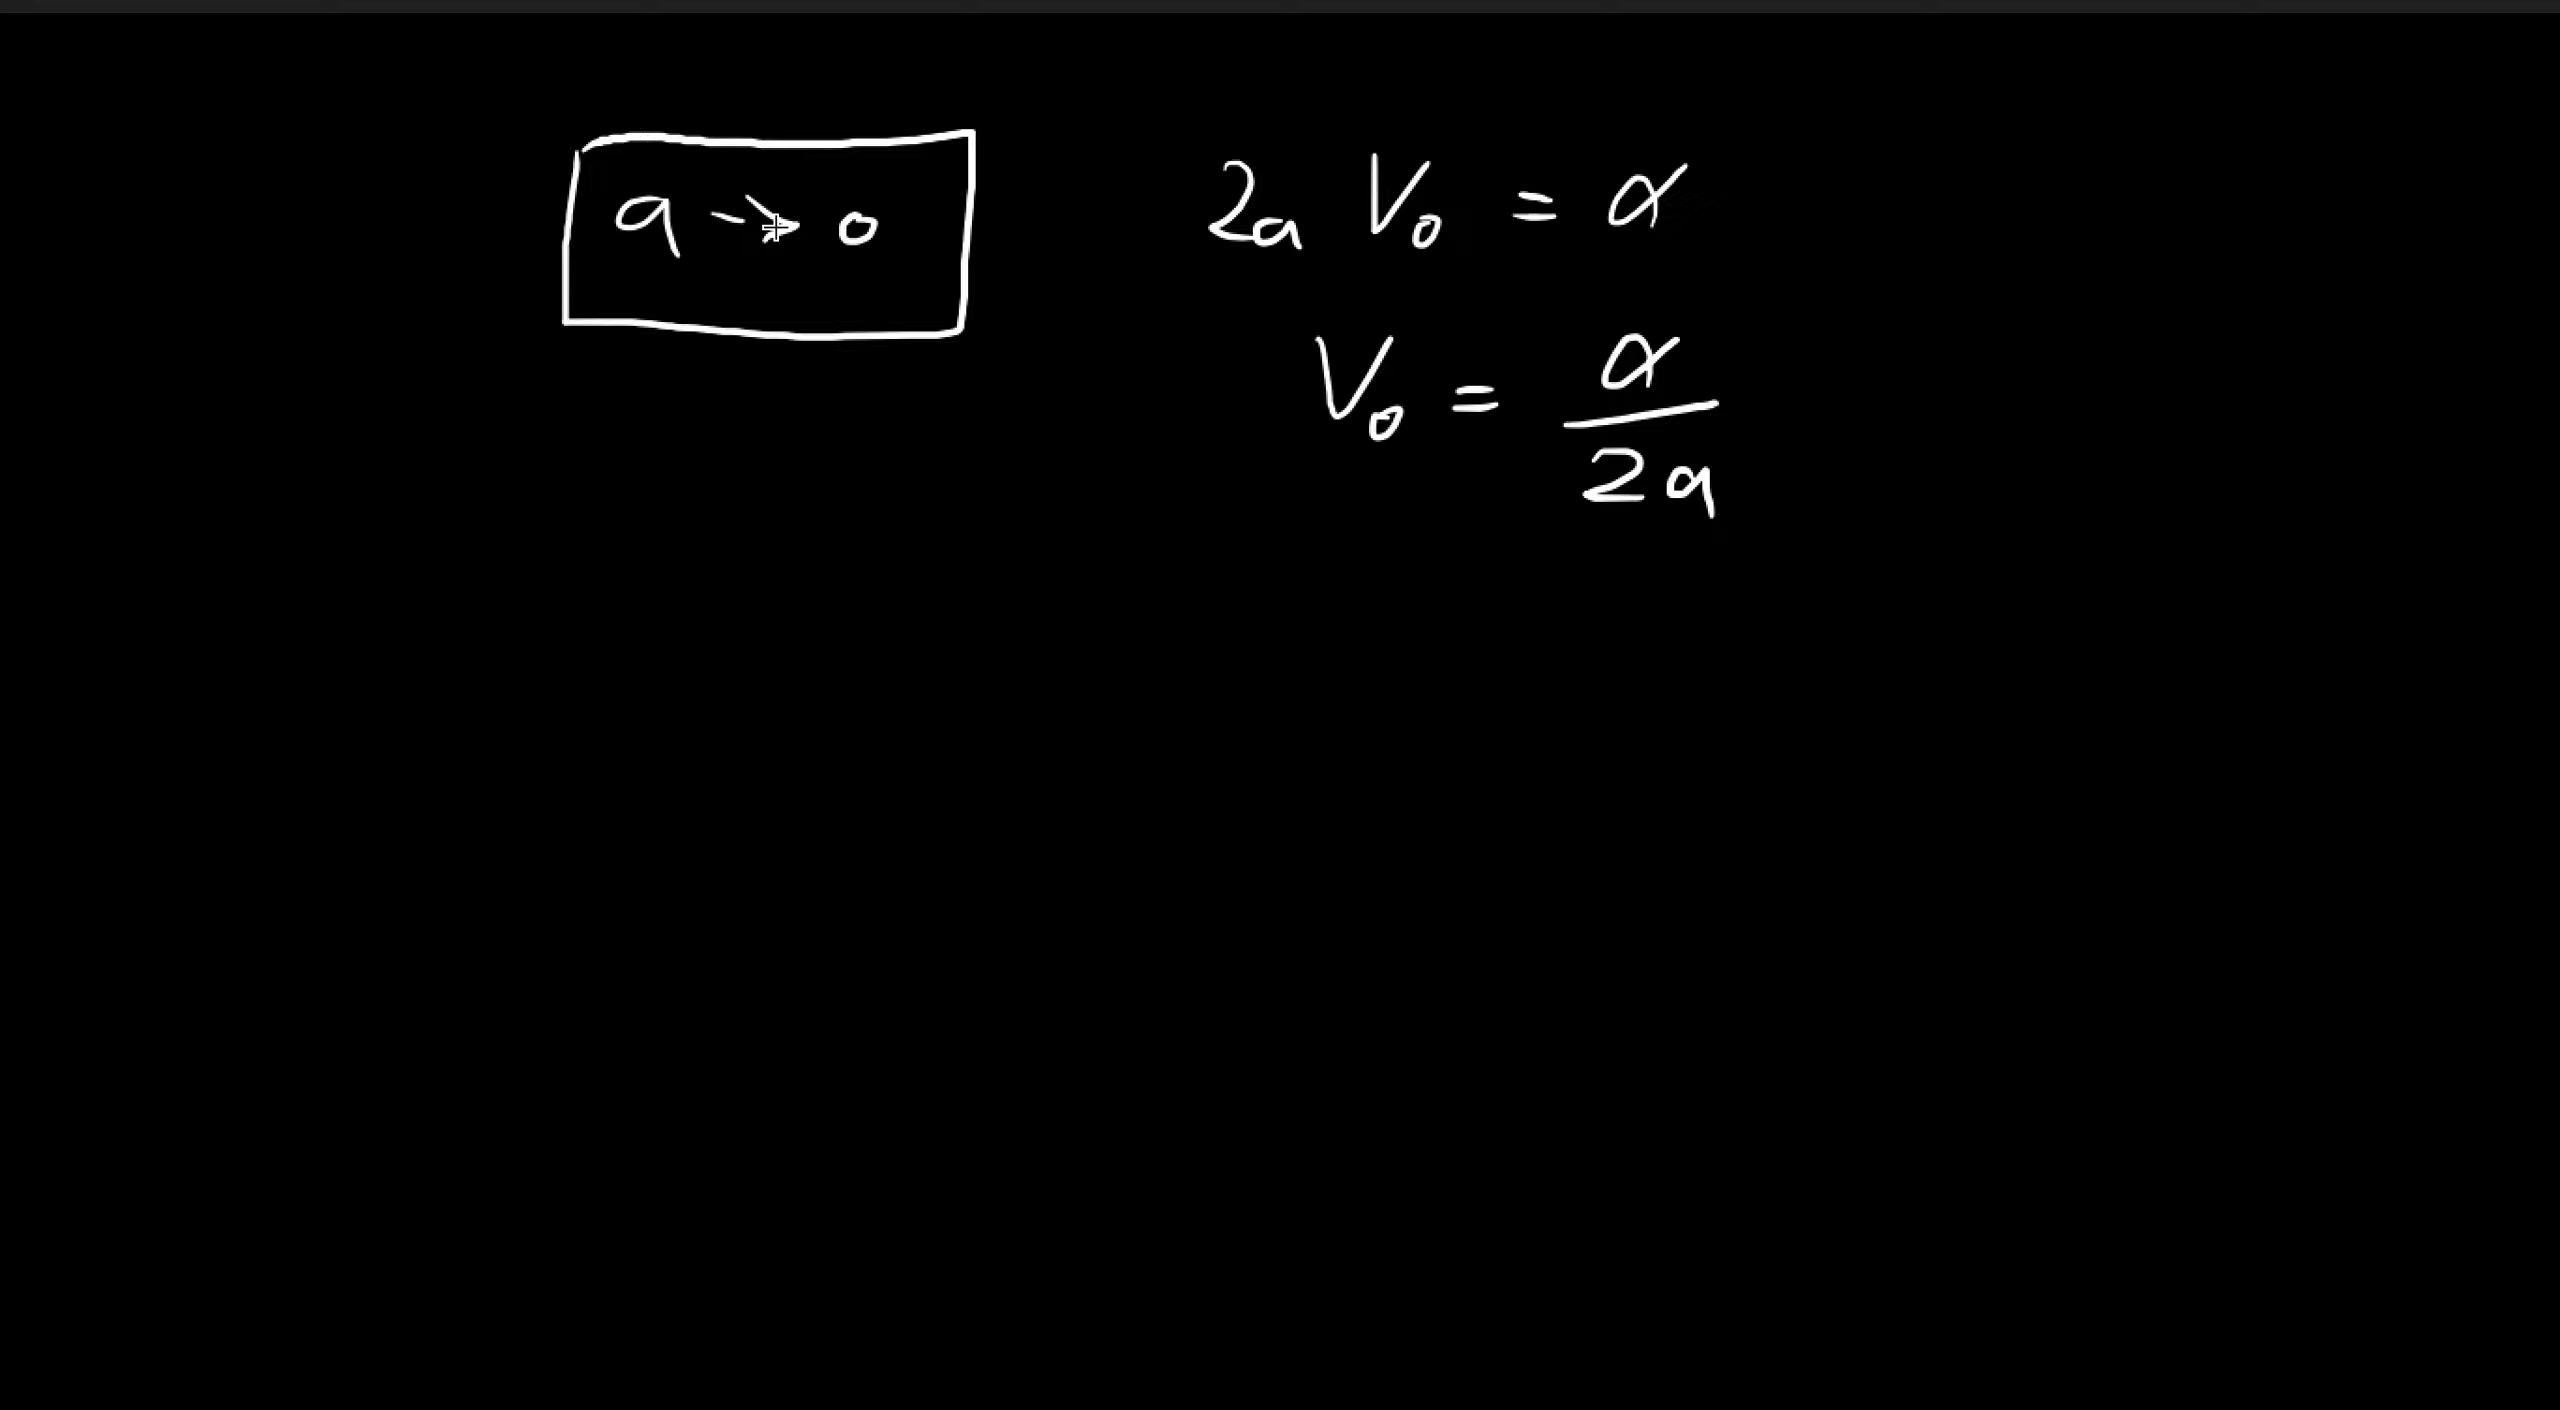 a → 0
2a V₀ = α
V₀ = α / 2a